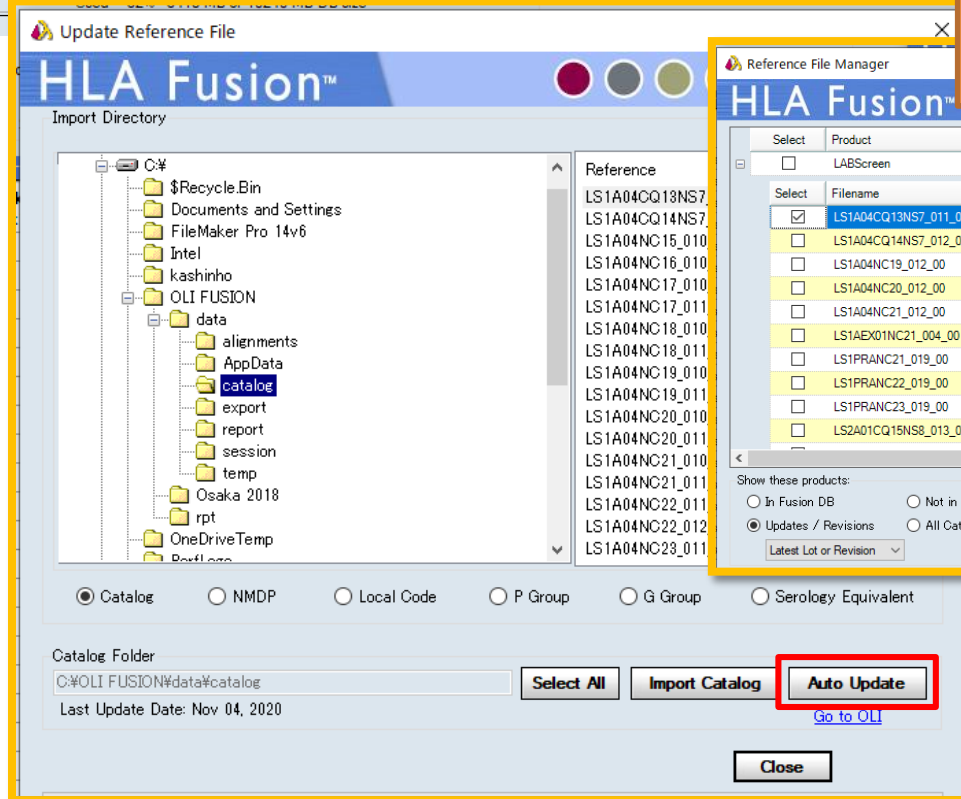 Update Reference File
HLA Fusion™
Import Directory
C:¥
$Recycle.Bin
Documents and Settings
FileMaker Pro 14v6
Intel
kashinho
OLI FUSION
data
alignments
AppData
catalog
export
report
session
temp
Osaka 2018
rpt
OneDriveTemp
PerfLogs
Reference
LS1A04CQ13NS7_
LS1A04CQ14NS7_
LS1A04NC15_010
LS1A04NC16_010
LS1A04NC17_010
LS1A04NC17_011
LS1A04NC18_010
LS1A04NC18_011
LS1A04NC19_010
LS1A04NC19_011
LS1A04NC20_010
LS1A04NC20_011
LS1A04NC21_010
LS1A04NC21_011
LS1A04NC22_011
LS1A04NC22_012
LS1A04NC23_011
Reference File Manager
HLA Fusion™
Select Product
LABScreen
Select Filename
LS1A04CQ13NS7_011_0
LS1A04CQ14NS7_012_0
LS1A04NC19_012_00
LS1A04NC20_012_00
LS1A04NC21_012_00
LS1AEX01NC21_004_00
LS1PRANC21_019_00
LS1PRANC22_019_00
LS1PRANC23_019_00
LS2A01CQ15NS8_013_0
Show these products:
In Fusion DB Not in
Updates / Revisions All Cat
Latest Lot or Revision
Catalog NMDP Local Code P Group G Group Serology Equivalent
Catalog Folder
C:¥OLI FUSION¥data¥catalog Select All Import Catalog Auto Update
Last Update Date: Nov 04, 2020
Go to OLI
Close